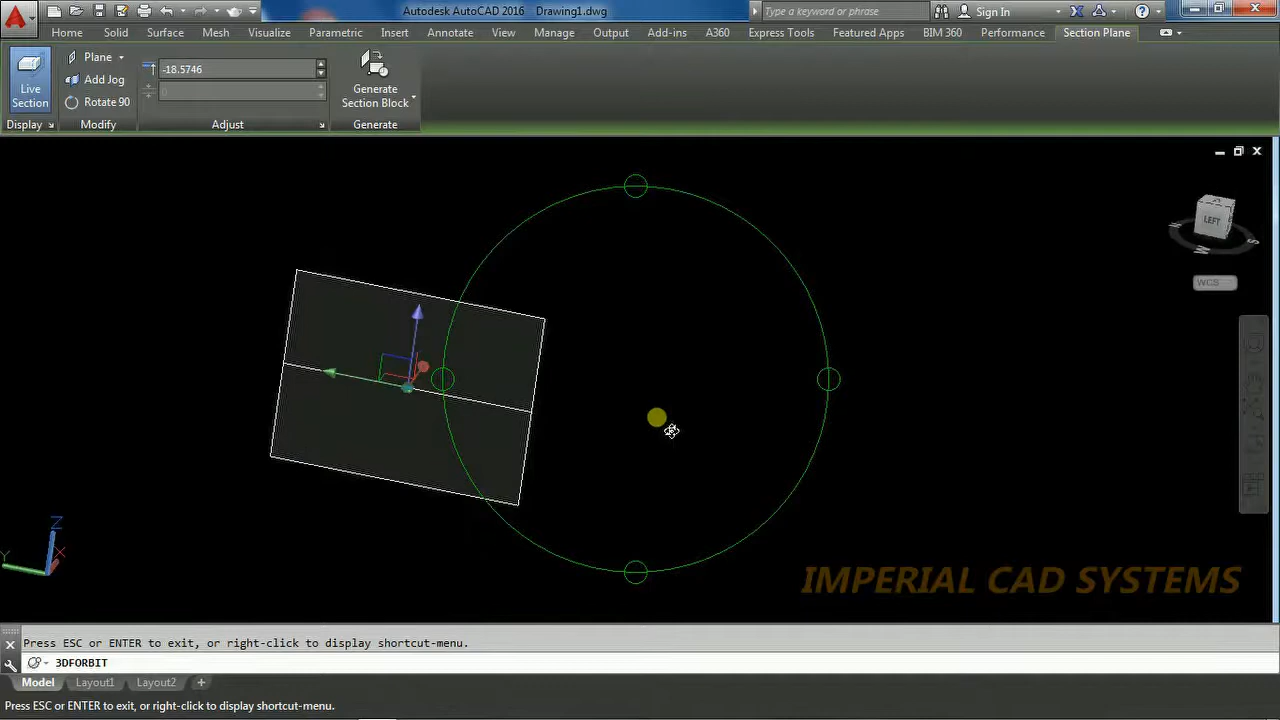 Autodesk AutoCAD 2016 Drawing1.dwg
Type a keyword or phrase
Sign In
Home Solid Surface Mesh Visualize Parametric Insert Annotate View Manage Output Add-ins A360 Express Tools Featured Apps BIM 360 Performance Section Plane
Live
Section
Plane
Add Jog
Rotate 90
-18.5746
0
Generate
Section Block
Display
Modify
Adjust
Generate
LEFT
N
W
S
WCS
Z
Y
X
IMPERIAL CAD SYSTEMS
Press ESC or ENTER to exit, or right-click to display shortcut-menu.
3DFORBIT
Model Layout1 Layout2 +
Press ESC or ENTER to exit, or right-click to display shortcut-menu.